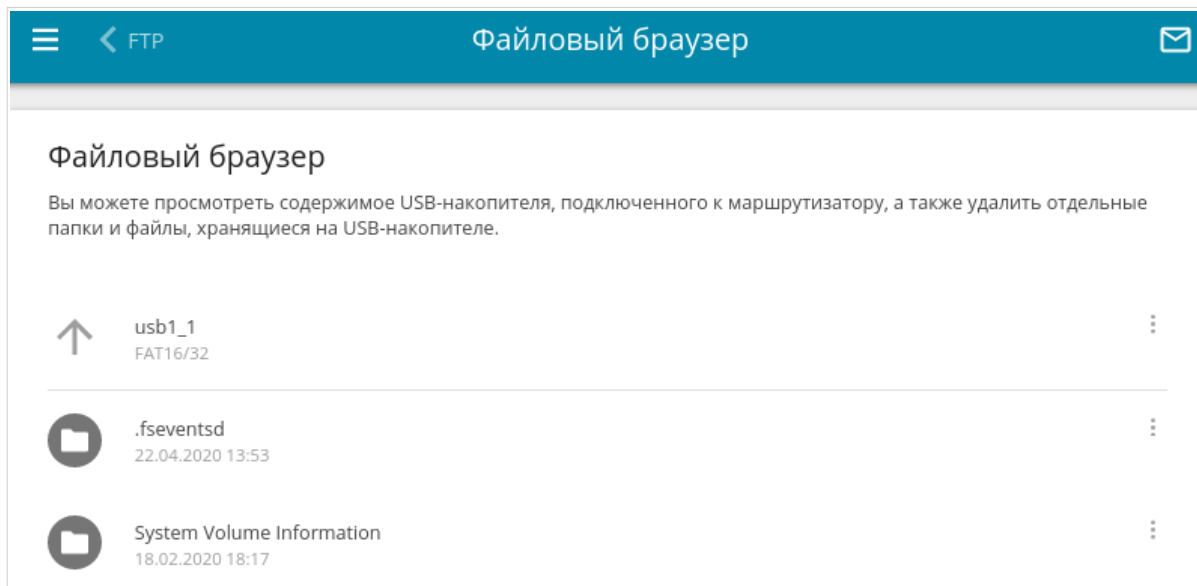 FTP
Файловый браузер
Файловый браузер
Вы можете просмотреть содержимое USB-накопителя, подключенного к маршрутизатору, а также удалить отдельные
папки и файлы, хранящиеся на USB-накопителе.
usb1_1
FAT16/32
.fseventsd
22.04.2020 13:53
System Volume Information
18.02.2020 18:17